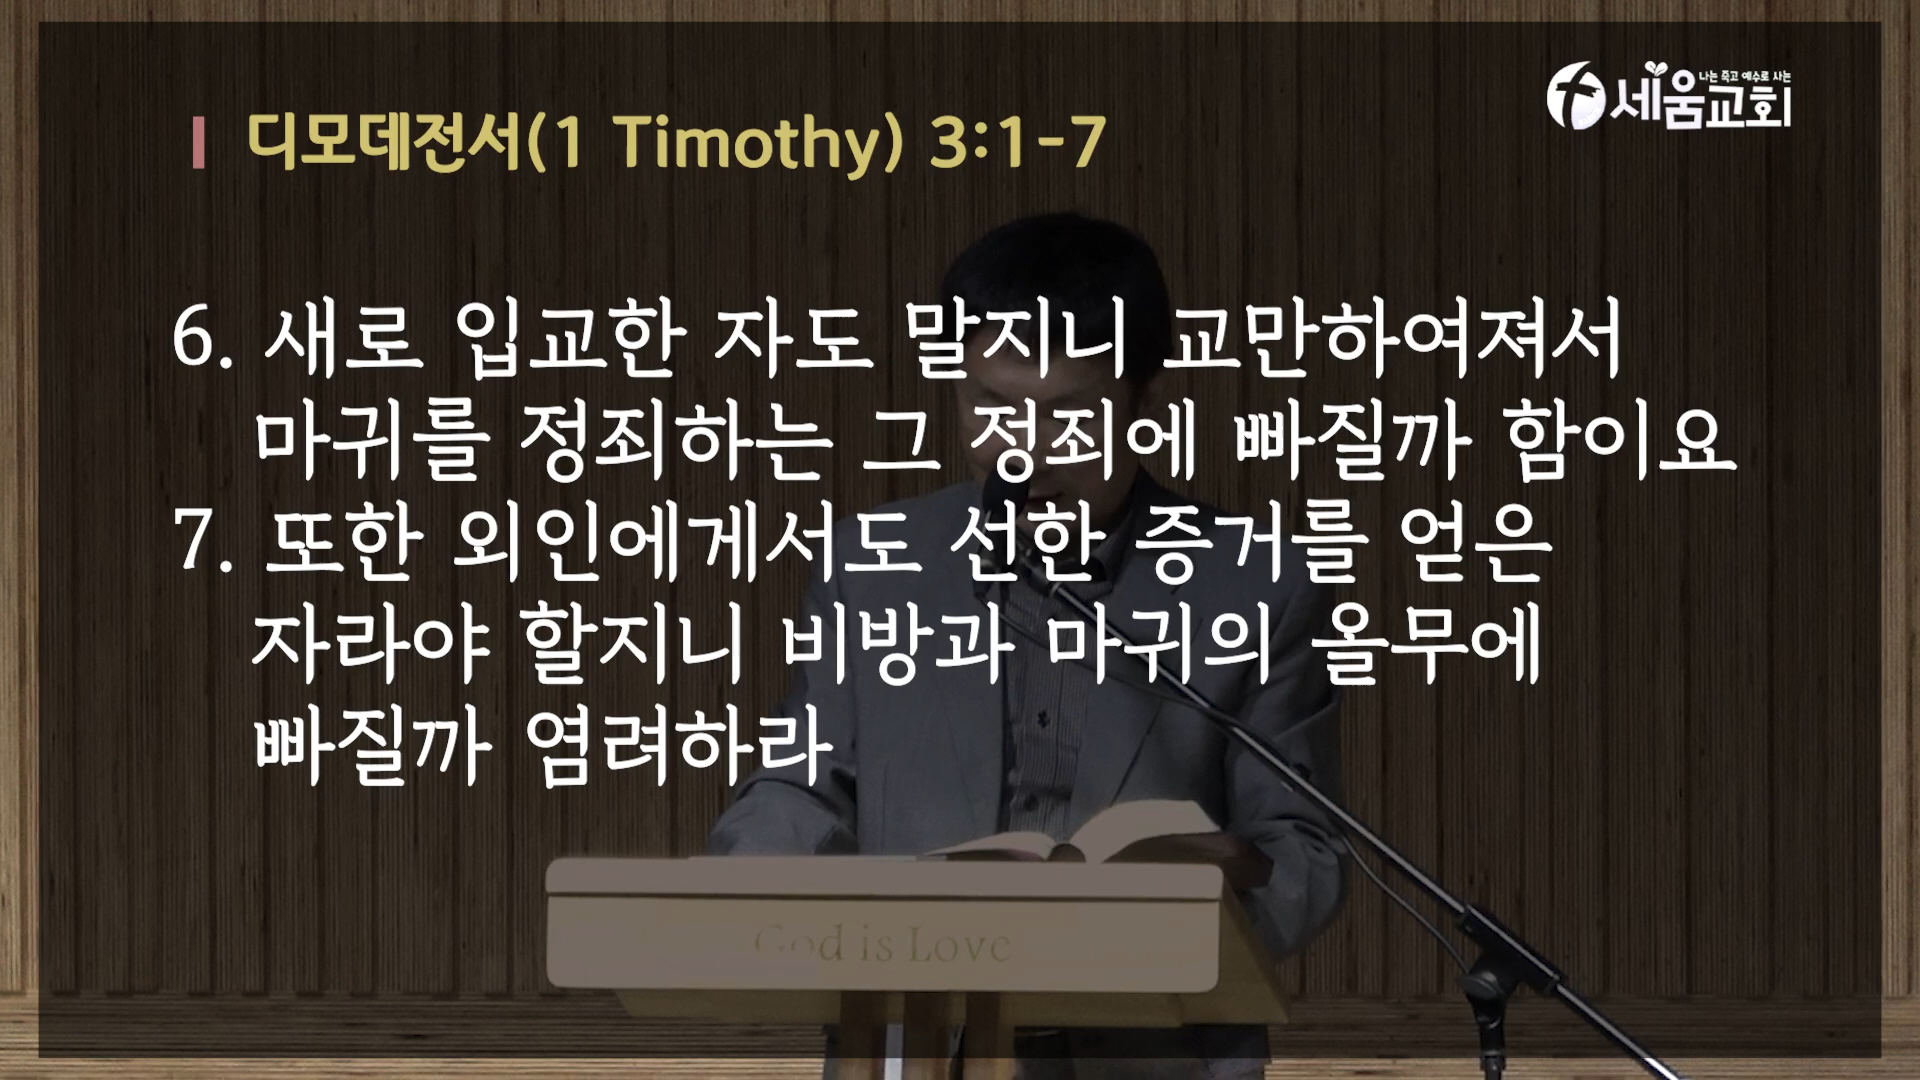 나는 죽고 예수로 사는
세움교회
디모데전서(1 Timothy) 3:1-7
6. 새로 입교한 자도 말지니 교만하여져서
마귀를 정죄하는 그 정죄에 빠질까 함이요
7. 또한 외인에게서도 선한 증거를 얻은
자라야 할지니 비방과 마귀의 올무에
빠질까 염려하라
God is Love